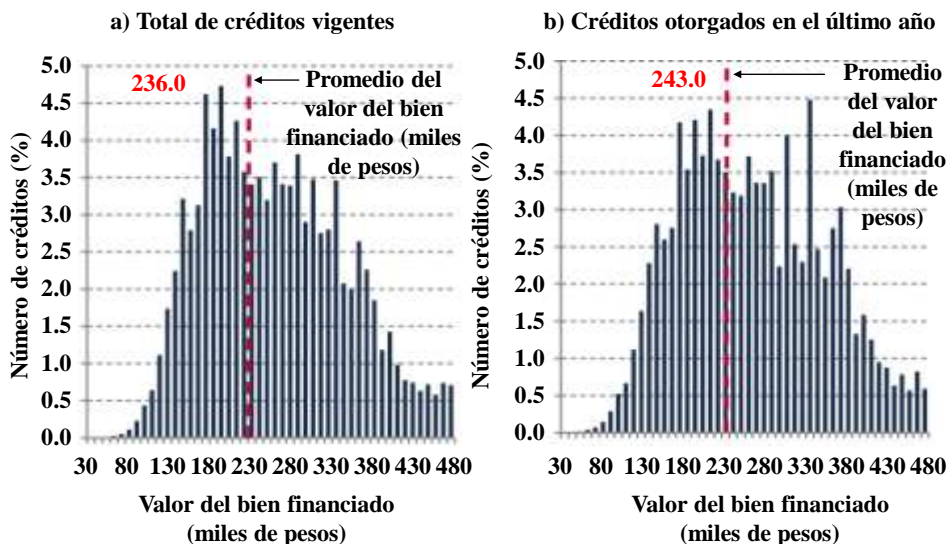 a) Total de créditos vigentes
5.0
4.5
4.0
3.5
3.0
2.5
2.0
1.5
1.0
0.5
0.0
Número de créditos (%)
236.0
Promedio del
valor del bien
financiado (miles
de pesos)
30 80 130 180 230 280 330 380 430 480
Valor del bien financiado
(miles de pesos)
b) Créditos otorgados en el último año
5.0
4.5
4.0
3.5
3.0
2.5
2.0
1.5
1.0
0.5
0.0
Número de créditos (%)
243.0
Promedio
del valor
del bien
financiado
(miles de
pesos)
30 80 130 180 230 280 330 380 430 480
Valor del bien financiado
(miles de pesos)